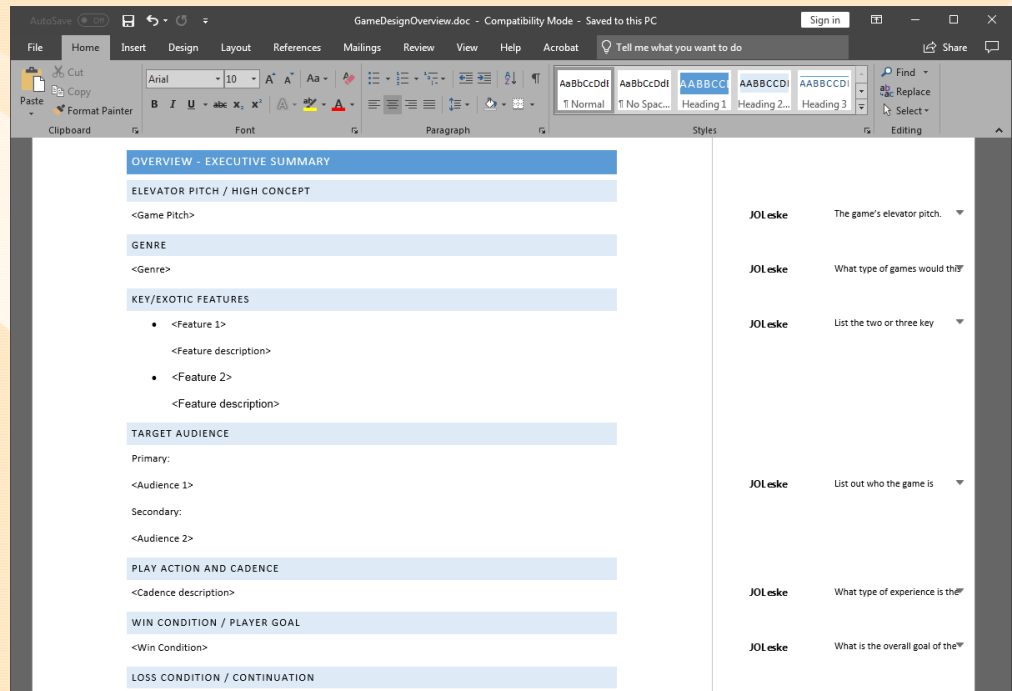 AutoSave Off GameDesignOverview.doc - Compatibility Mode - Saved to this PC Sign in
File Home Insert Design Layout References Mailings Review View Help Acrobat Tell me what you want to do Share
Paste
Cut
Copy
Format Painter
Arial 10
AaBbCcDdE AaBbCcDdE AABBCCI AABBCCDI AABBCCDI
¶ Normal ¶ No Spac... Heading 1 Heading 2... Heading 3
Find
Replace
Select
Clipboard Font Paragraph Styles Editing
OVERVIEW - EXECUTIVE SUMMARY
ELEVATOR PITCH / HIGH CONCEPT
<Game Pitch> JOLeske The game's elevator pitch.
GENRE
<Genre> JOLeske What type of games would this
KEY/EXOTIC FEATURES
• <Feature 1> JOLeske List the two or three key
<Feature description>
• <Feature 2>
<Feature description>
TARGET AUDIENCE
Primary:
<Audience 1> JOLeske List out who the game is
Secondary:
<Audience 2>
PLAY ACTION AND CADENCE
<Cadence description> JOLeske What type of experience is the
WIN CONDITION / PLAYER GOAL
<Win Condition> JOLeske What is the overall goal of the
LOSS CONDITION / CONTINUATION